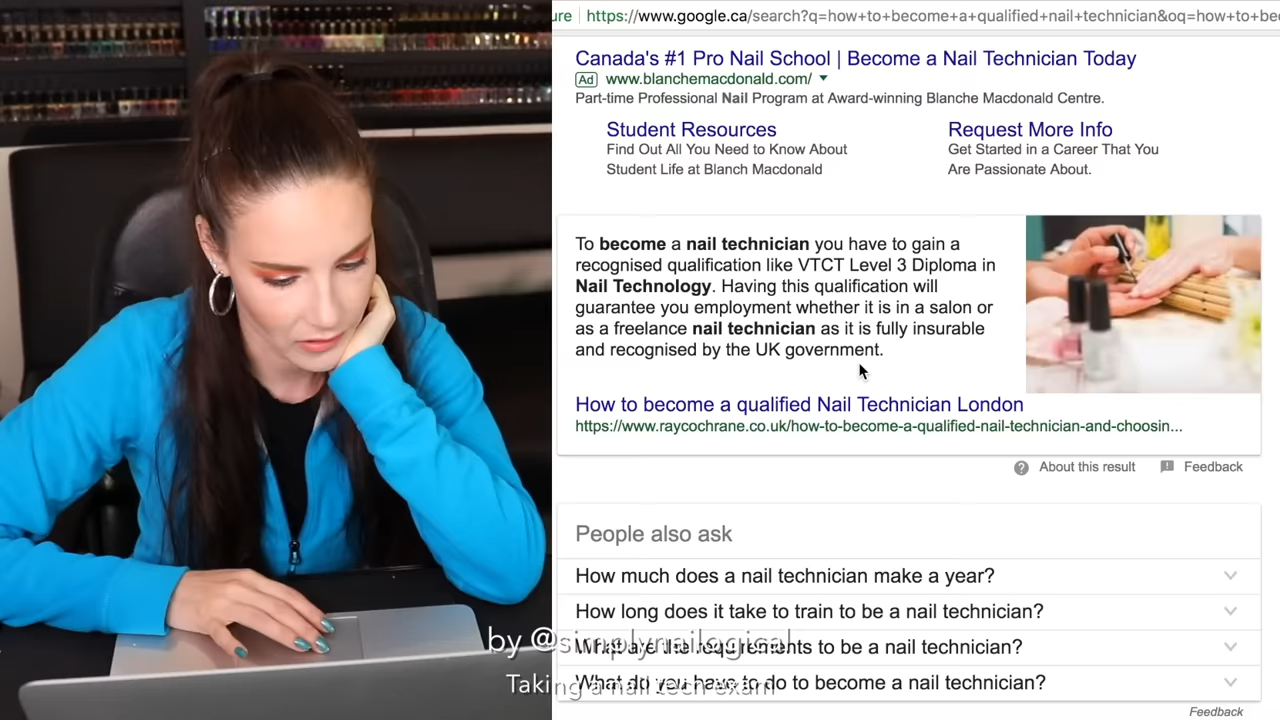 ure https://www.google.ca/search?q=how+to+become+a+qualified+nail+technician&oq=how+to+bec
Canada's #1 Pro Nail School | Become a Nail Technician Today
Ad www.blanchemacdonald.com/
Part-time Professional Nail Program at Award-winning Blanche Macdonald Centre.
Student Resources
Find Out All You Need to Know About
Student Life at Blanch Macdonald
Request More Info
Get Started in a Career That You
Are Passionate About.
To become a nail technician you have to gain a
recognised qualification like VTCT Level 3 Diploma in
Nail Technology. Having this qualification will
guarantee you employment whether it is in a salon or
as a freelance nail technician as it is fully insurable
and recognised by the UK government.
How to become a qualified Nail Technician London
https://www.raycochrane.co.uk/how-to-become-a-qualified-nail-technician-and-choosin...
About this result
Feedback
People also ask
How much does a nail technician make a year?
How long does it take to train to be a nail technician?
What are the requirements to be a nail technician?
What do you have to do to become a nail technician?
Feedback
by @simplynailogical
Taking a nail tech exam